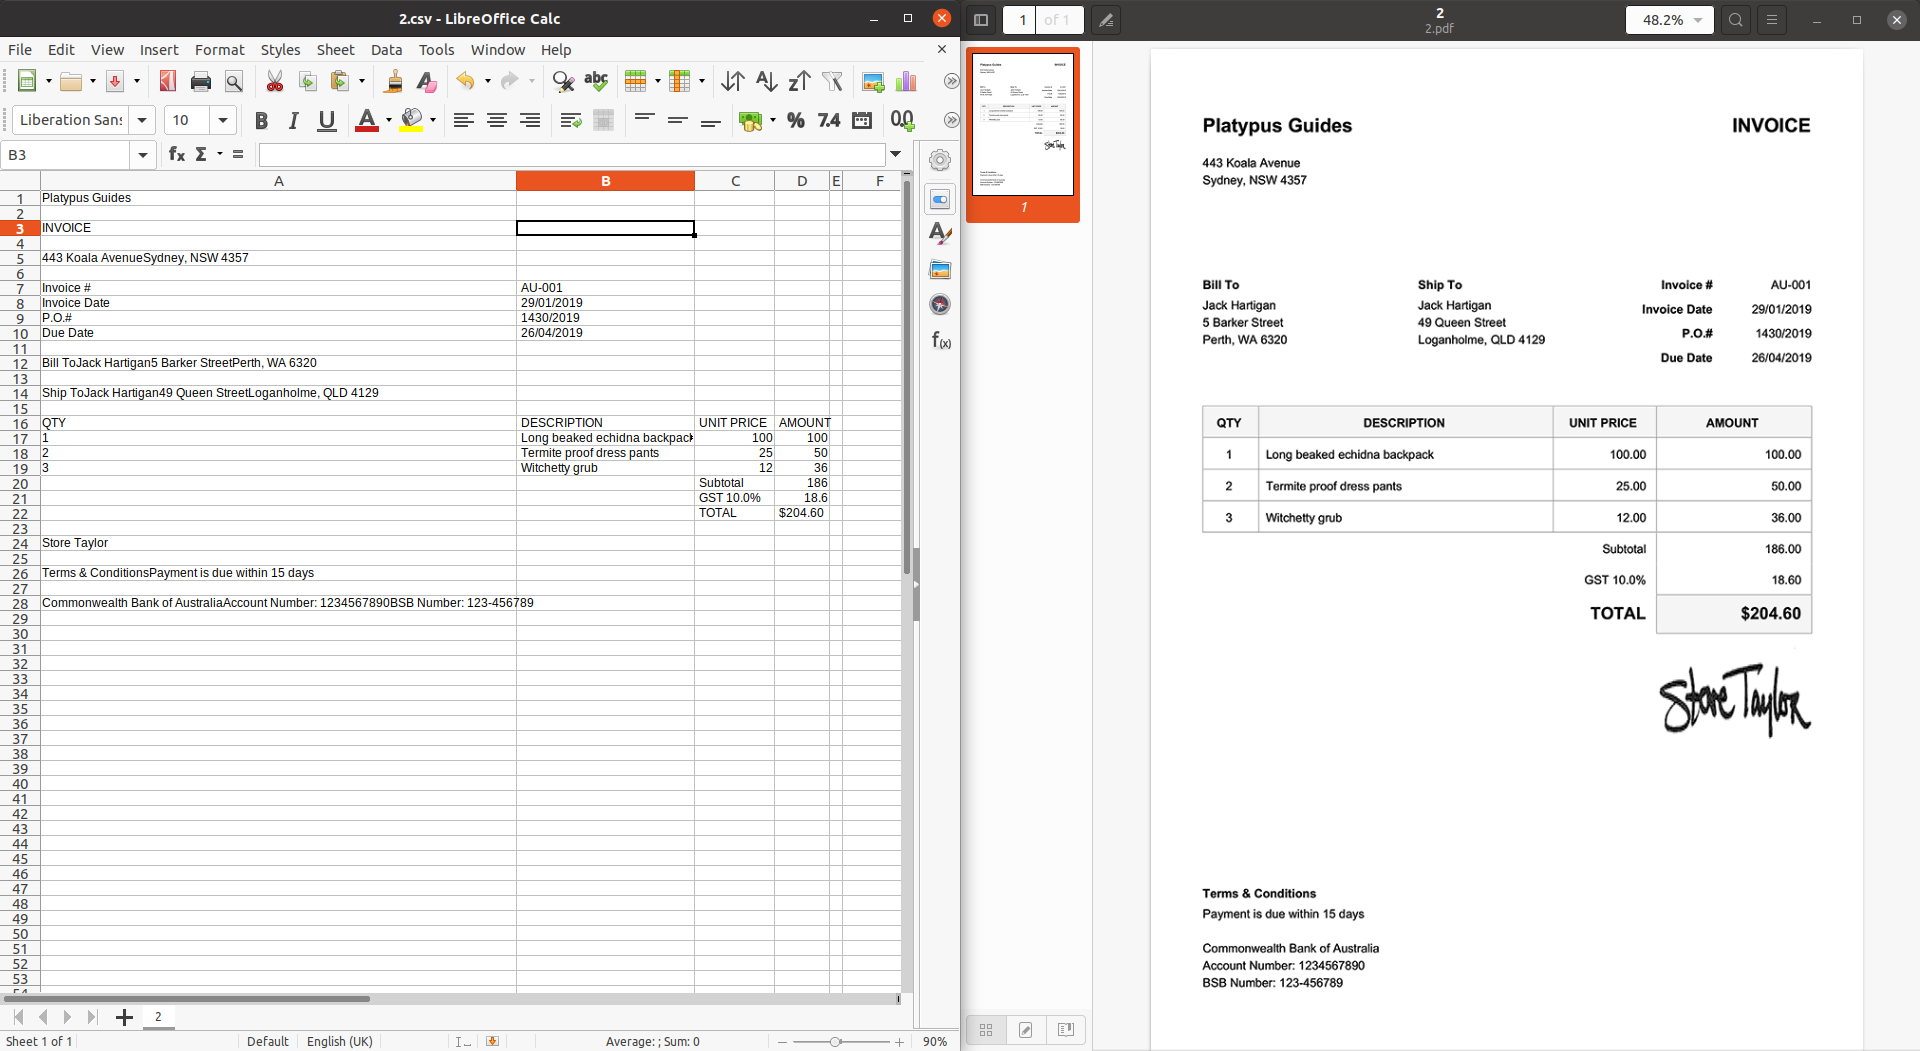 2.csv - LibreOffice Calc
File Edit View Insert Format Styles Sheet Data Tools Window Help
Liberation Sans 10
B3
A B C D E F
1 Platypus Guides
2
3 INVOICE
4
5 443 Koala AvenueSydney, NSW 4357
6
7 Invoice # AU-001
8 Invoice Date 29/01/2019
9 P.O.# 1430/2019
10 Due Date 26/04/2019
11
12 Bill ToJack Hartigan5 Barker StreetPerth, WA 6320
13
14 Ship ToJack Hartigan49 Queen StreetLoganholme, QLD 4129
15
16 QTY DESCRIPTION UNIT PRICE AMOUNT
17 1 Long beaked echidna backpack 100 100
18 2 Termite proof dress pants 25 50
19 3 Witchetty grub 12 36
20 Subtotal 186
21 GST 10.0% 18.6
22 TOTAL $204.60
23
24 Store Taylor
25
26 Terms & ConditionsPayment is due within 15 days
27
28 Commonwealth Bank of AustraliaAccount Number: 1234567890BSB Number: 123-456789
29
30
31
32
33
34
35
36
37
38
39
40
41
42
43
44
45
46
47
48
49
50
51
52
53
54
2
Sheet 1 of 1 Default English (UK) Average: ; Sum: 0 90%
1 of 1
2
2.pdf
48.2%
1
Platypus Guides INVOICE
443 Koala Avenue
Sydney, NSW 4357
Bill To
Jack Hartigan
5 Barker Street
Perth, WA 6320
Ship To
Jack Hartigan
49 Queen Street
Loganholme, QLD 4129
Invoice # AU-001
Invoice Date 29/01/2019
P.O.# 1430/2019
Due Date 26/04/2019
QTY DESCRIPTION UNIT PRICE AMOUNT
1 Long beaked echidna backpack 100.00 100.00
2 Termite proof dress pants 25.00 50.00
3 Witchetty grub 12.00 36.00
Subtotal 186.00
GST 10.0% 18.60
TOTAL $204.60
Store Taylor
Terms & Conditions
Payment is due within 15 days
Commonwealth Bank of Australia
Account Number: 1234567890
BSB Number: 123-456789